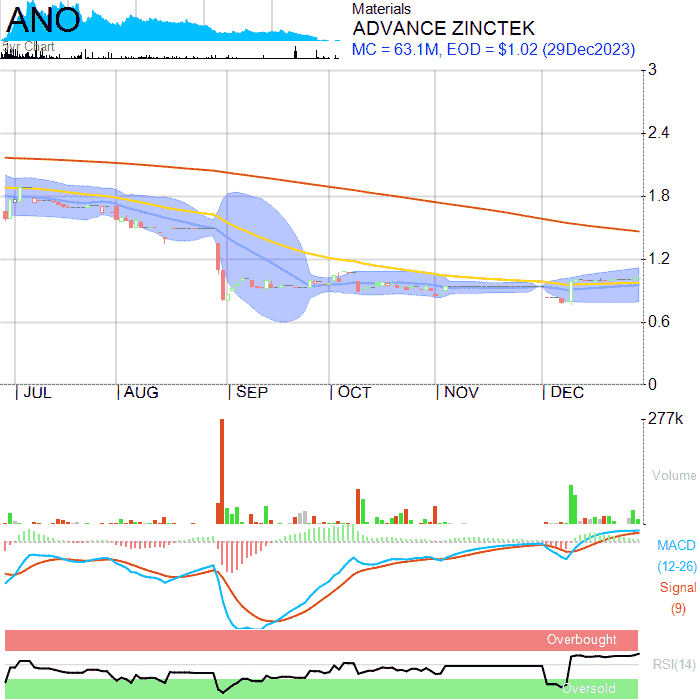 ANO
3yr Chart
Materials
ADVANCE ZINCTEK
MC = 63.1M, EOD = $1.02 (29Dec2023)
3
2.4
1.8
1.2
0.6
0
JUL AUG SEP OCT NOV DEC
277k
Volume
MACD
(12-26)
Signal
(9)
Overbought
RSI(14)
Oversold